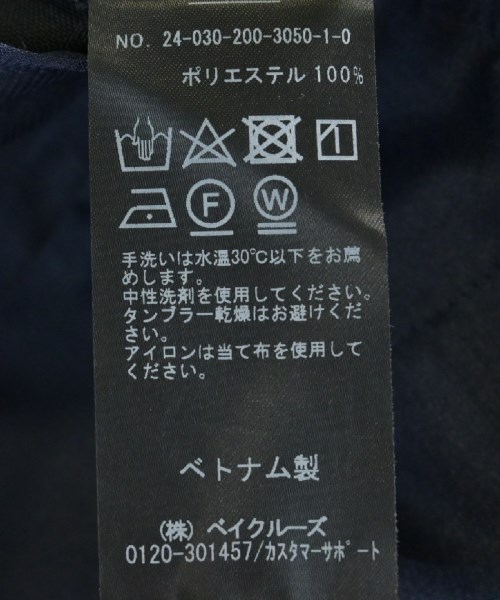 NO. 24-030-200-3050-1-0
ポリエステル 100%
F W
手洗いは水温30℃以下をお薦
めします。
中性洗剤を使用してください。
タンブラー乾燥はお避けくだ
さい。
アイロンは当て布を使用して
ください。
ベトナム製
(株) ベイクルーズ
0120-301457/カスタマーサポート